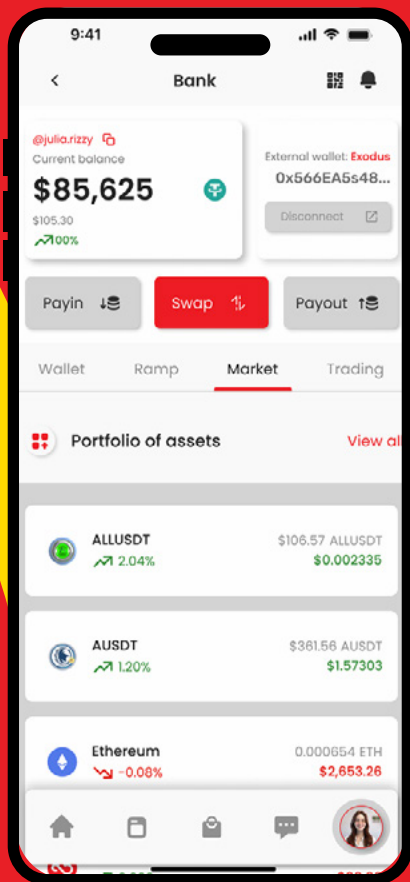 9:41
Bank
@julia.rizzy
Current balance
$85,625
$105.30
00%
External wallet: Exodus
0x566EA5s48...
Disconnect
Payin
Swap
Payout
Wallet Ramp Market Trading
Portfolio of assets
View al
ALLUSDT
$106.57 ALLUSDT
2.04%
$0.002335
AUSDT
$361.56 AUSDT
1.20%
$1.57303
Ethereum
0.000654 ETH
-0.08%
$2,653.26